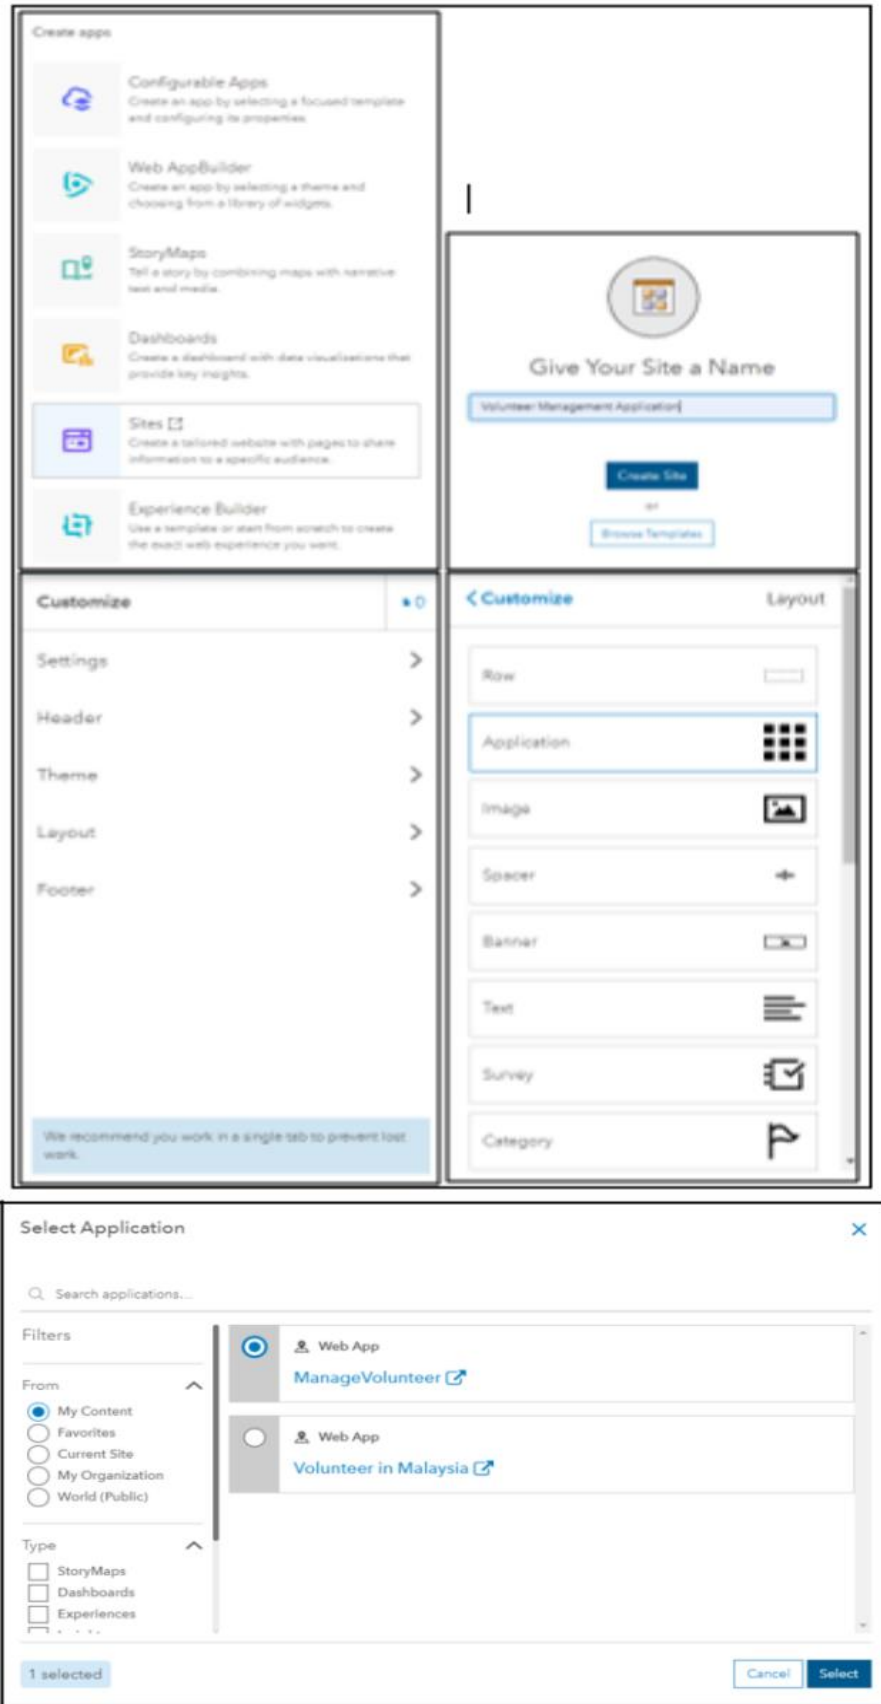 Create apps
Configurable Apps
Create an app by selecting a focused template
and configuring its properties.
Web AppBuilder
Create an app by selecting a theme and
choosing from a library of widgets.
StoryMaps
Tell a story by combining maps with narrative
text and media.
Dashboards
Create a dashboard with data visualizations that
provide key insights.
Sites
Create a tailored website with pages to share
information to a specific audience.
Experience Builder
Use a template or start from scratch to create
the exact web experience you want.
Give Your Site a Name
Volunteer Management Application
Create Site
or
Browse Templates
Customize
0
Settings
Header
Theme
Layout
Footer
We recommend you work in a single tab to prevent lost
work.
Customize
Layout
Row
Application
Image
Spacer
Banner
Text
Survey
Category
Select Application
Search applications...
Filters
From
My Content
Favorites
Current Site
My Organization
World (Public)
Type
StoryMaps
Dashboards
Experiences
Web App
ManageVolunteer
Web App
Volunteer in Malaysia
1 selected
Cancel
Select